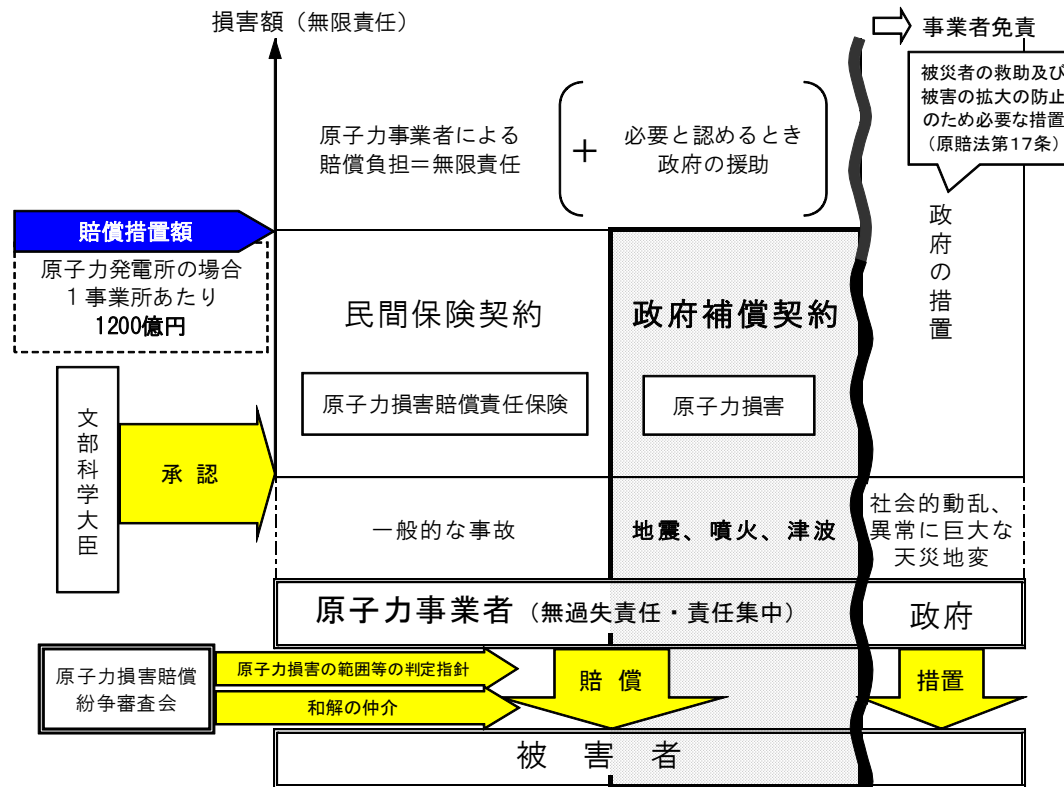 損害額（無限責任）
事業者免責
被災者の救助及び
被害の拡大の防止
のため必要な措置
（原賠法第17条）
原子力事業者による
賠償負担＝無限責任
＋
必要と認めるとき
政府の援助
政府の措置
賠償措置額
原子力発電所の場合
１事業所あたり
1200億円
民間保険契約
政府補償契約
原子力損害賠償責任保険
原子力損害
文部科学大臣
承認
一般的な事故
地震、噴火、津波
社会的動乱、
異常に巨大な
天災地変
原子力事業者（無過失責任・責任集中）
政府
原子力損害賠償
紛争審査会
原子力損害の範囲等の判定指針
和解の仲介
賠償
措置
被害者